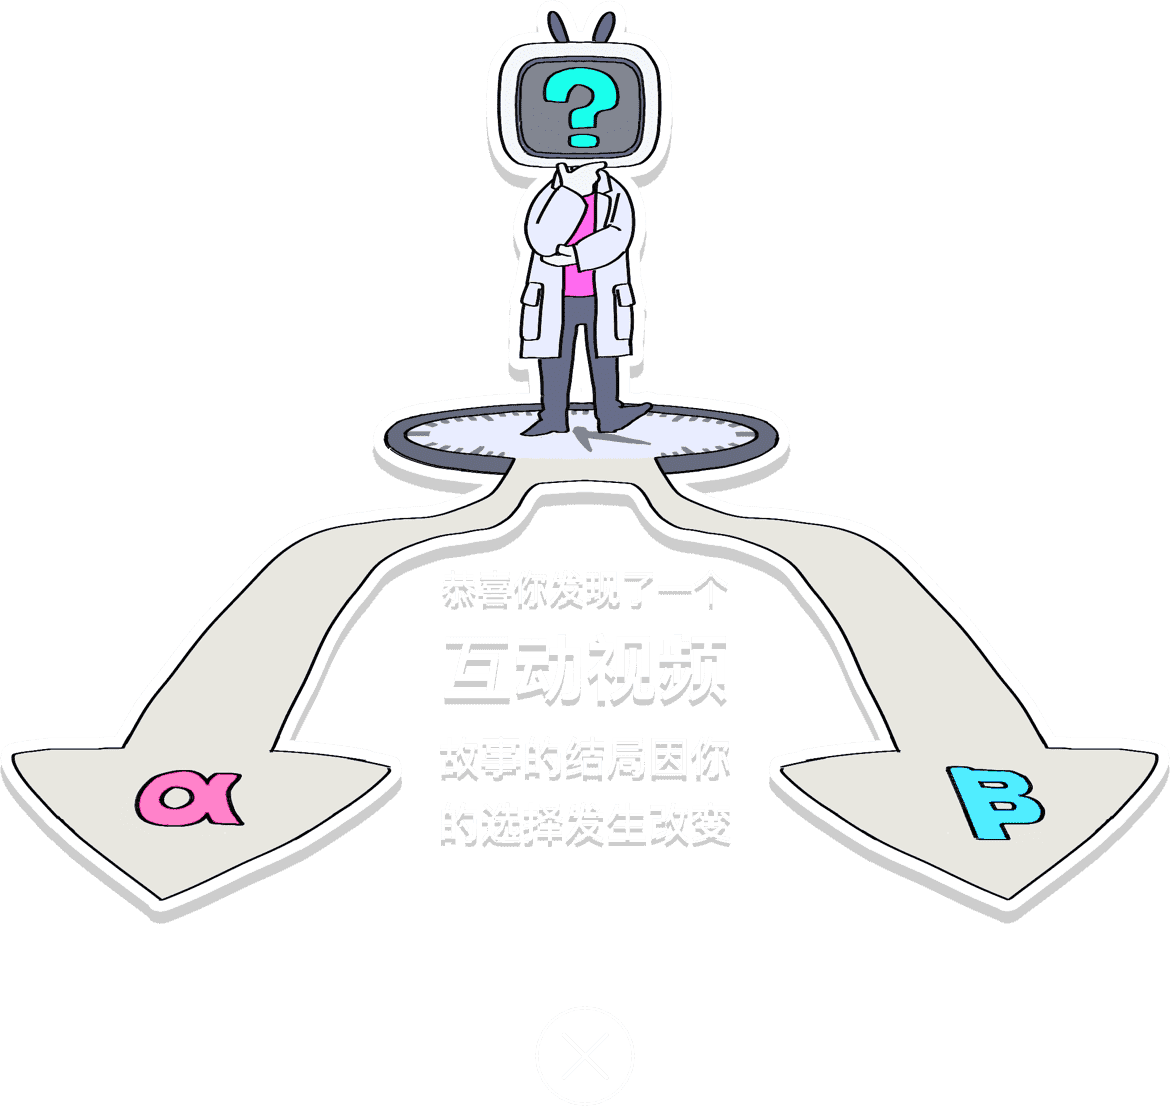 ?
恭喜你发现了一个
互动视频
故事的结局因你
的选择发生改变
α β